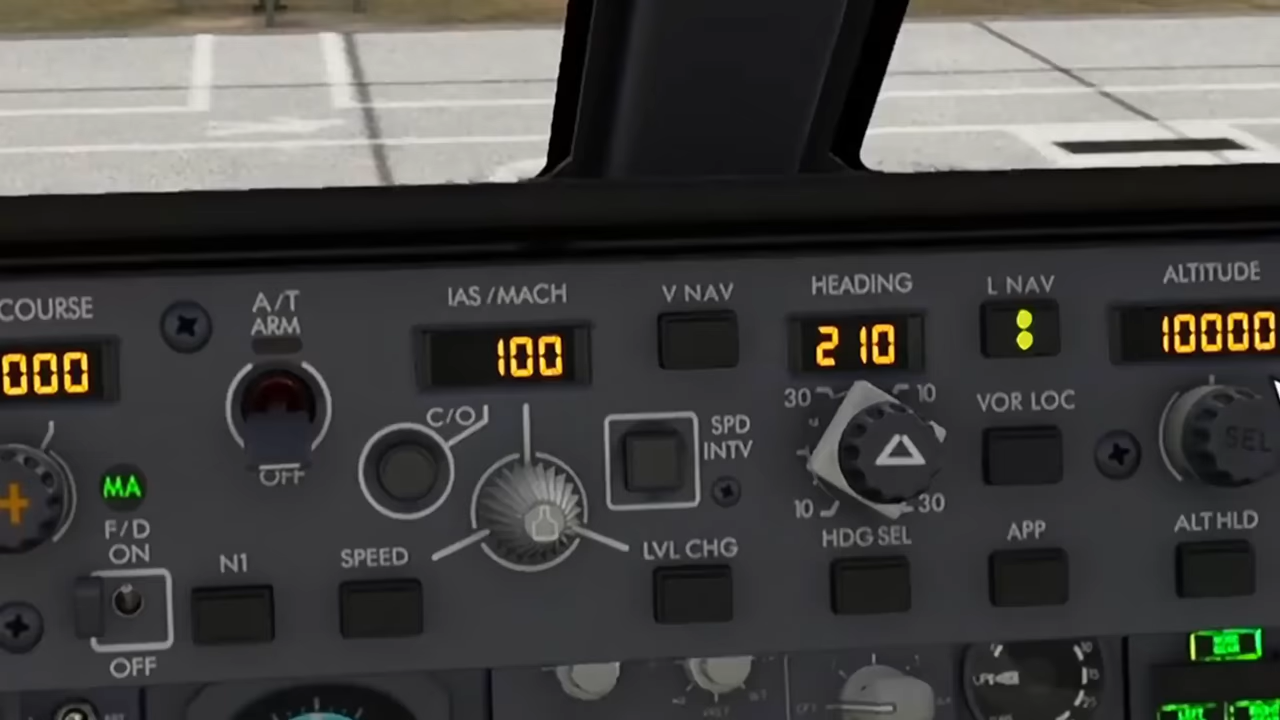 COURSE
000
A/T
ARM
OFF
MA
F/D
ON
OFF
N1
SPEED
IAS/MACH
100
C/O
V NAV
SPD
INTV
LVL CHG
HEADING
210
30 10
10 30
HDG SEL
L NAV
VOR LOC
APP
ALTITUDE
10000
SEL
ALT HLD